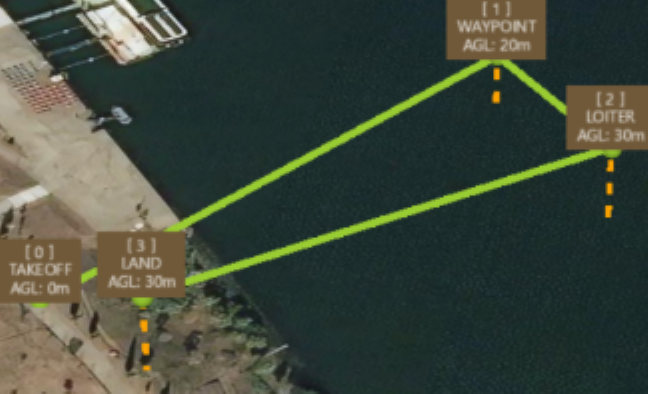 [ 1 ]
WAYPOINT
AGL: 20m
[ 2 ]
LOITER
AGL: 30m
[ 0 ]
TAKEOFF
AGL: 0m
[ 3 ]
LAND
AGL: 30m